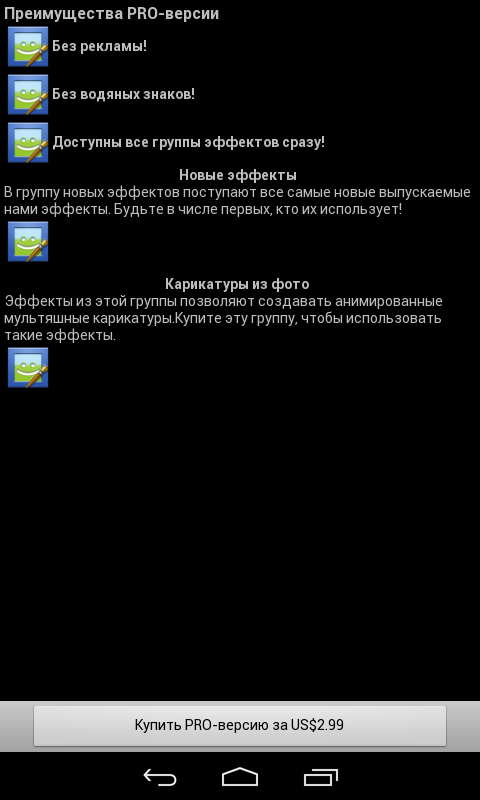 Преимущества PRO-версии
Без рекламы!
Без водяных знаков!
Доступны все группы эффектов сразу!
Новые эффекты
В группу новых эффектов поступают все самые новые выпускаемые
нами эффекты. Будьте в числе первых, кто их использует!
Карикатуры из фото
Эффекты из этой группы позволяют создавать анимированные
мультяшные карикатуры.Купите эту группу, чтобы использовать
такие эффекты.
Купить PRO-версию за US$2.99